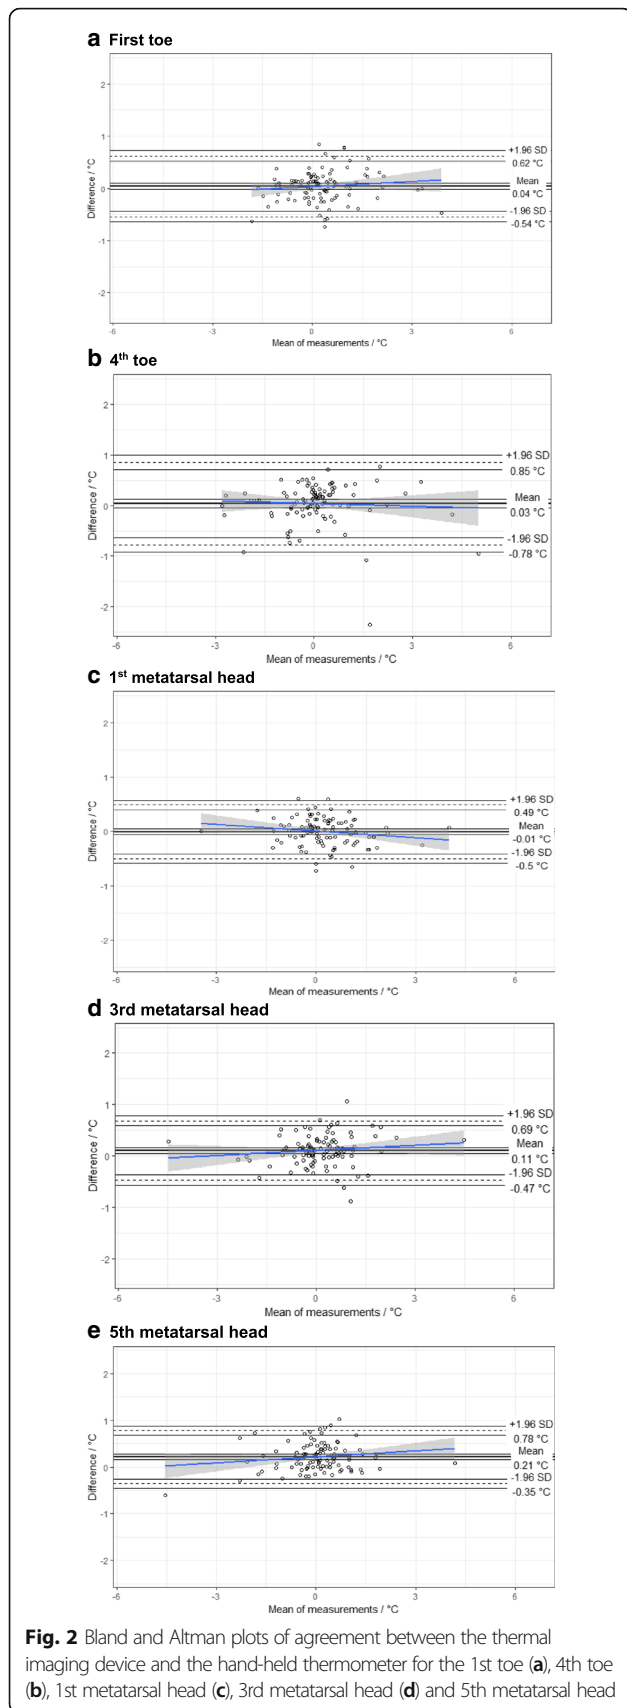 a First toe
2
1
0
-1
-2
+1.96 SD
0.62 °C
Mean
0.04 °C
-1.96 SD
-0.54 °C
Difference / °C
-6 -3 0 3 6
Mean of measurements / °C
b 4th toe
2
1
0
-1
-2
+1.96 SD
0.85 °C
Mean
0.03 °C
-1.96 SD
-0.78 °C
Difference / °C
-6 -3 0 3 6
Mean of measurements / °C
c 1st metatarsal head
2
1
0
-1
-2
+1.96 SD
0.49 °C
Mean
-0.01 °C
-1.96 SD
-0.5 °C
Difference / °C
-6 -3 0 3 6
Mean of measurements / °C
d 3rd metatarsal head
2
1
0
-1
-2
+1.96 SD
0.69 °C
Mean
0.11 °C
-1.96 SD
-0.47 °C
Difference / °C
-6 -3 0 3 6
Mean of measurements / °C
e 5th metatarsal head
2
1
0
-1
-2
+1.96 SD
0.78 °C
Mean
0.21 °C
-1.96 SD
-0.35 °C
Difference / °C
-6 -3 0 3 6
Mean of measurements / °C
Fig. 2 Bland and Altman plots of agreement between the thermal
imaging device and the hand-held thermometer for the 1st toe (a), 4th toe
(b), 1st metatarsal head (c), 3rd metatarsal head (d) and 5th metatarsal head